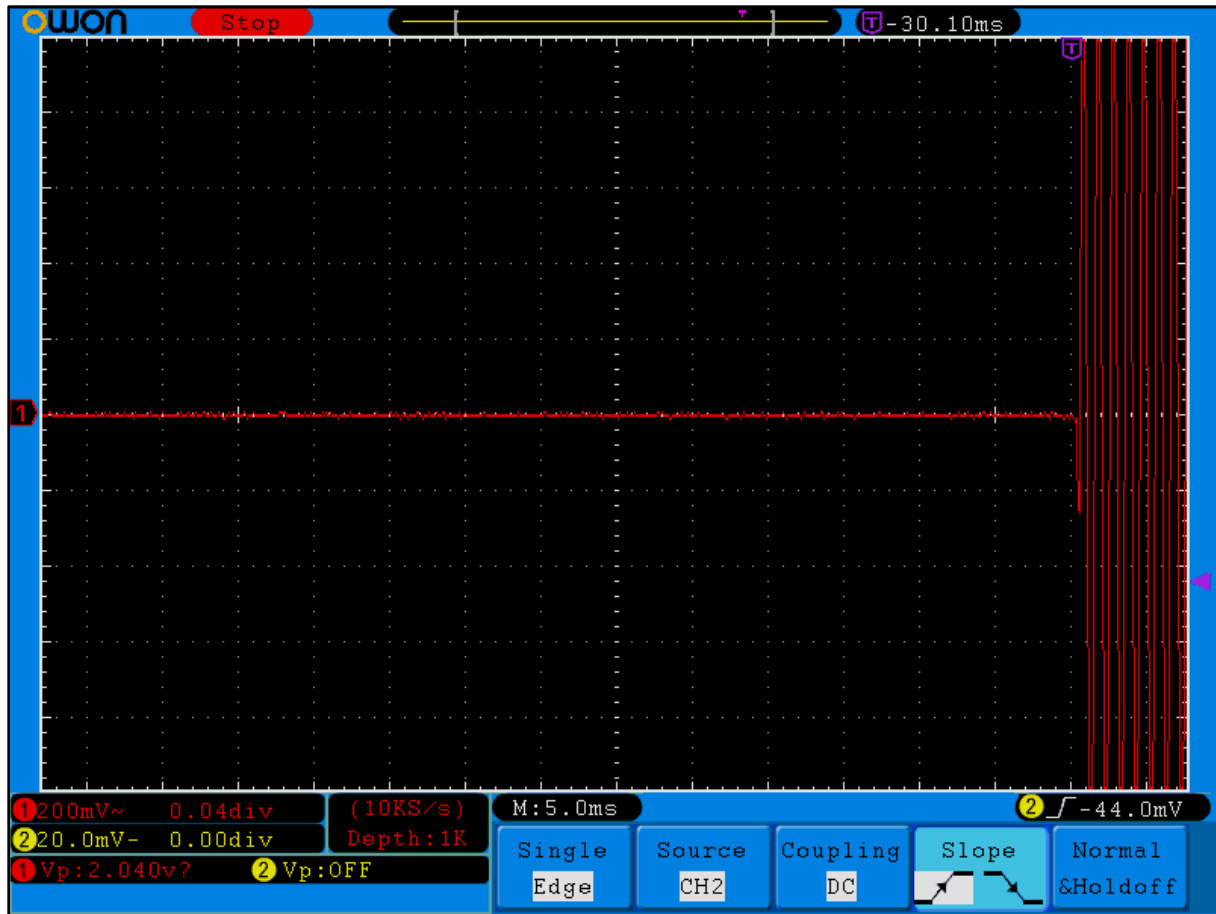 owon Stop T -30.10ms
T
1
1 200mV~ 0.04div (10KS/s) M:5.0ms 2 -44.0mV
2 20.0mV- 0.00div Depth:1K
1 Vp:2.040v? 2 Vp:OFF
Single Source Coupling Slope Normal
Edge CH2 DC &Holdoff